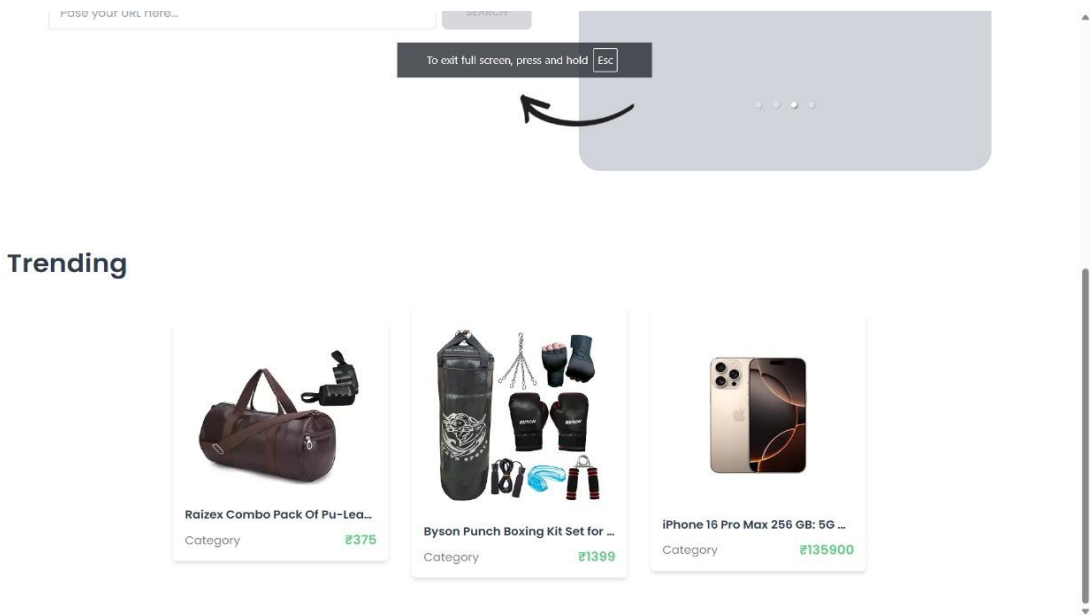 Pase your URL here...
SEARCH
To exit full screen, press and hold Esc
Trending
Raizex Combo Pack Of Pu-Lea...
Category ₹375
Byson Punch Boxing Kit Set for ...
Category ₹1399
iPhone 16 Pro Max 256 GB: 5G ...
Category ₹135900